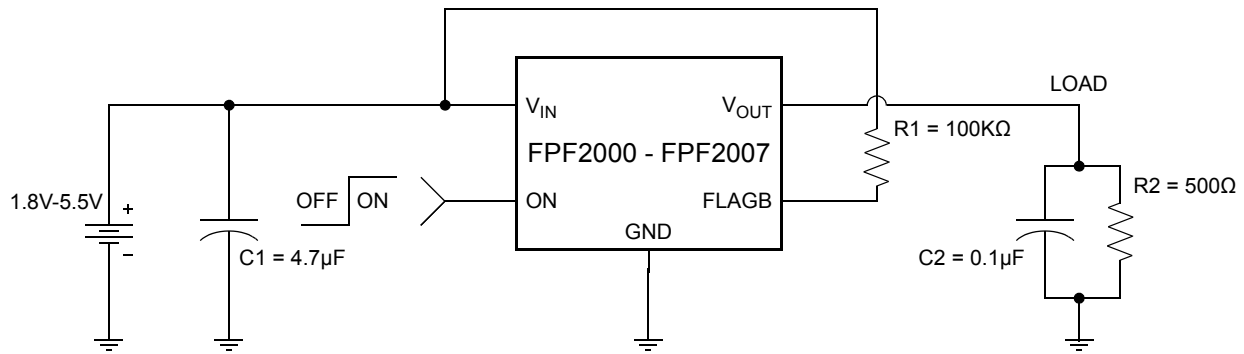 LOAD
V_IN
V_OUT
R1 = 100KΩ
FPF2000 - FPF2007
1.8V-5.5V
+
−
OFF
ON
ON
FLAGB
R2 = 500Ω
GND
C1 = 4.7µF
C2 = 0.1µF